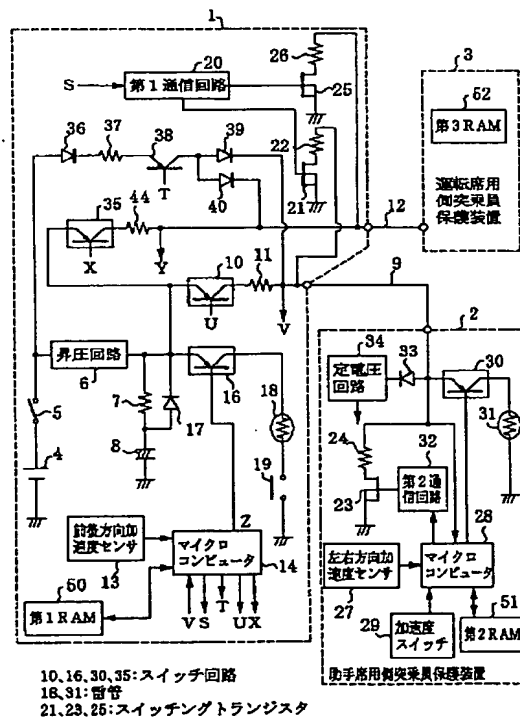 1
20
S
第1通信回路
26
25
3
52
第3RAM
運転席用
側突乗員
保護装置
36
37
38
39
22
T
40
21
35
44
12
X
Y
10
11
9
U
V
2
昇圧回路
6
16
5
7
17
18
4
8
19
34
33
30
定電圧
回路
24
32
31
23
第2通信
回路
28
前後方向加
速度センサ
13
Z
マイクロ
コンピュータ
14
左右方向加
速度センサ
27
マイクロ
コンピュータ
50
第1RAM
V S T U X
29
加速度
スイッチ
51
第2RAM
助手席用側突乗員保護装置
10,16,30,35:スイッチ回路
18,31:雷管
21,23,25:スイッチングトランジスタ